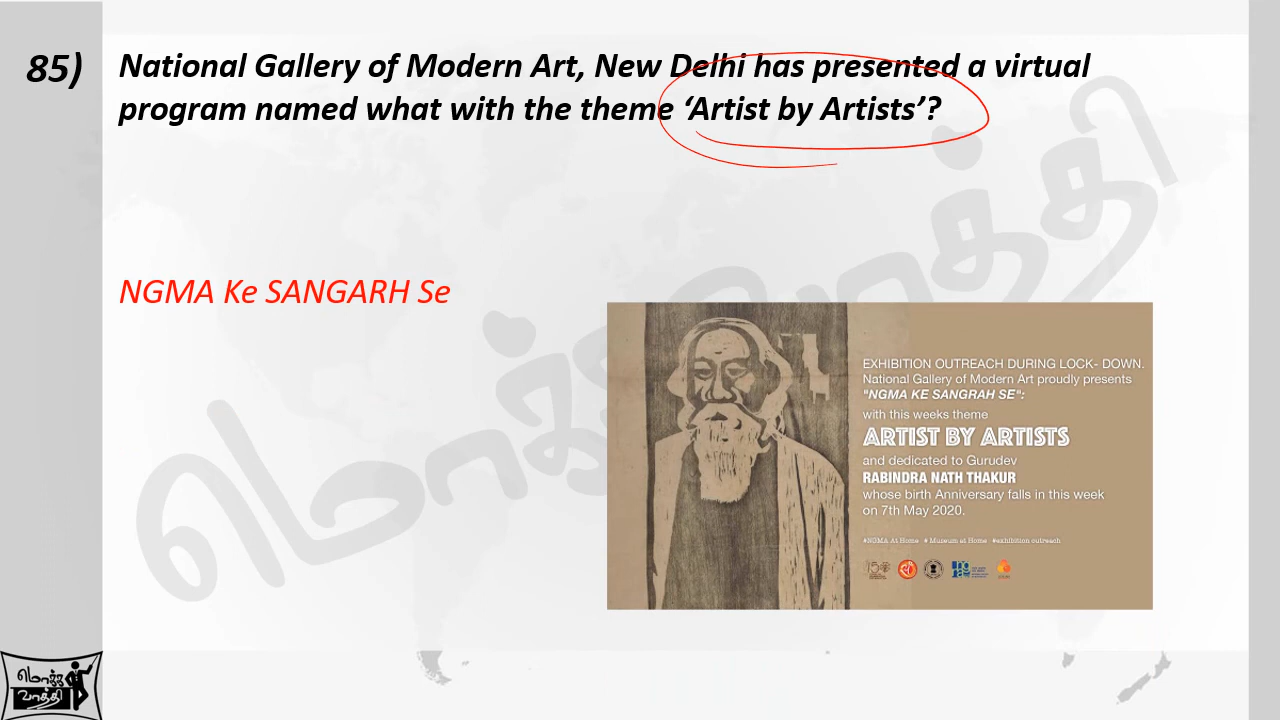 85) National Gallery of Modern Art, New Delhi has presented a virtual
program named what with the theme ‘Artist by Artists’?
NGMA Ke SANGARH Se
EXHIBITION OUTREACH DURING LOCK- DOWN.
National Gallery of Modern Art proudly presents
"NGMA KE SANGRAH SE":
with this weeks theme
ARTIST BY ARTISTS
and dedicated to Gurudev
RABINDRA NATH THAKUR
whose birth Anniversary falls in this week
on 7th May 2020.
#NGMA At Home # Museum at Home #exhibition outreach
மொக்க
வாத்தி